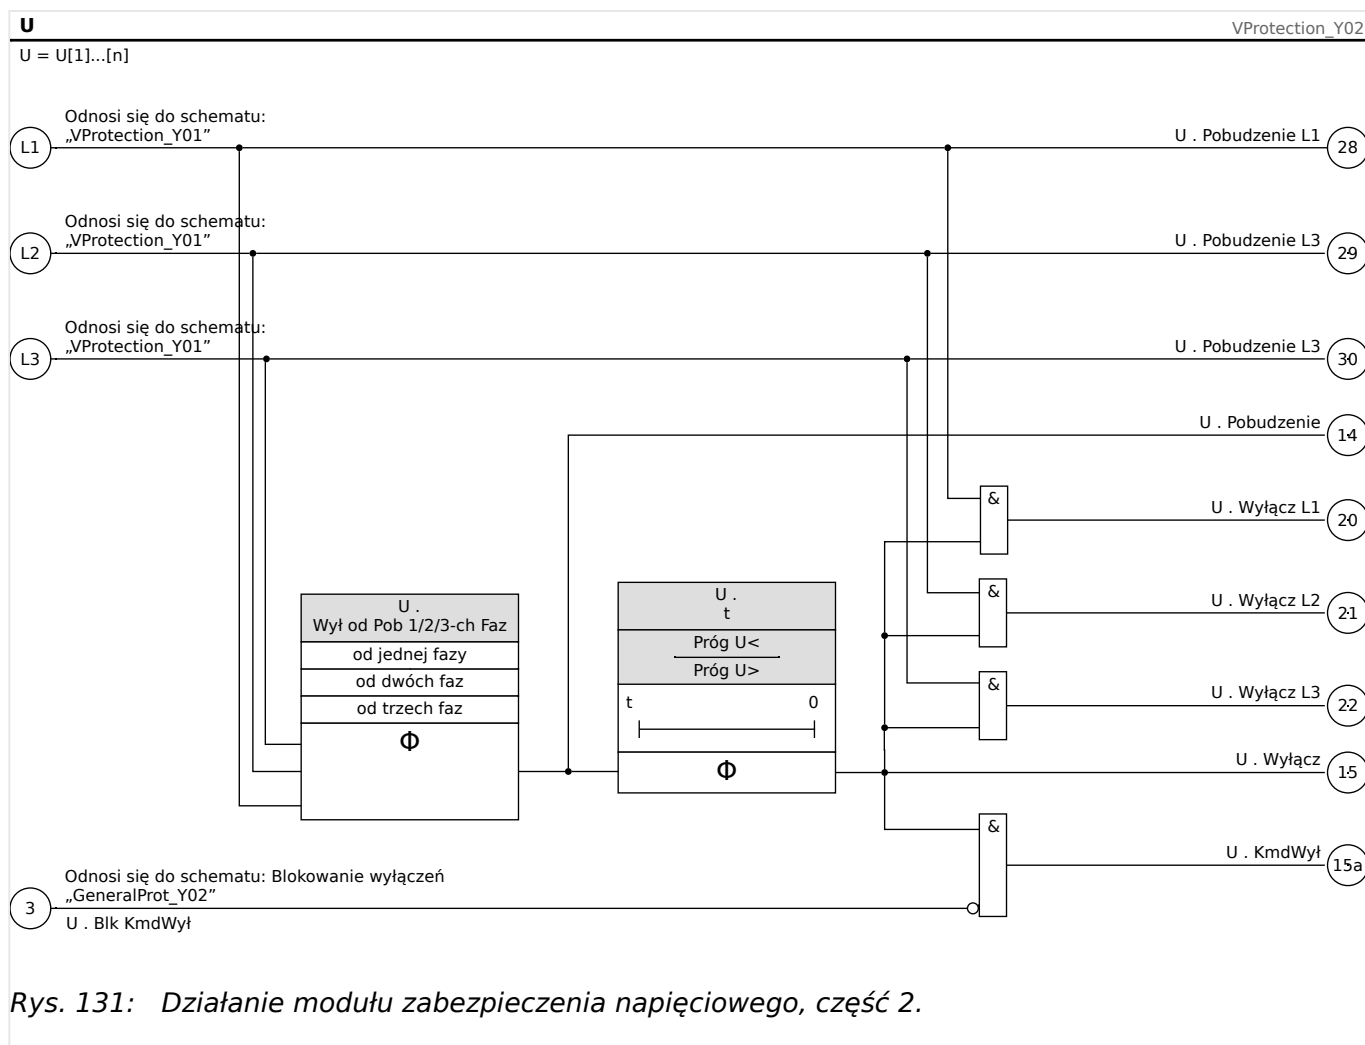 U
VProtection_Y02
U = U[1]...[n]
Odnosi się do schematu:
„VProtection_Y01”
L1
U . Pobudzenie L1
28
Odnosi się do schematu:
„VProtection_Y01”
L2
U . Pobudzenie L3
29
Odnosi się do schematu:
„VProtection_Y01”
L3
U . Pobudzenie L3
30
U . Pobudzenie
14
&
U . Wyłącz L1
20
&
U . Wyłącz L2
21
U .
Wył od Pob 1/2/3-ch Faz
od jednej fazy
od dwóch faz
od trzech faz
Φ
U .
t
Próg U<
Próg U>
t 0
Φ
&
U . Wyłącz L3
22
U . Wyłącz
15
&
U . KmdWył
15a
Odnosi się do schematu: Blokowanie wyłączeń
„GeneralProt_Y02”
3
U . Blk KmdWył
Rys. 131: Działanie modułu zabezpieczenia napięciowego, część 2.